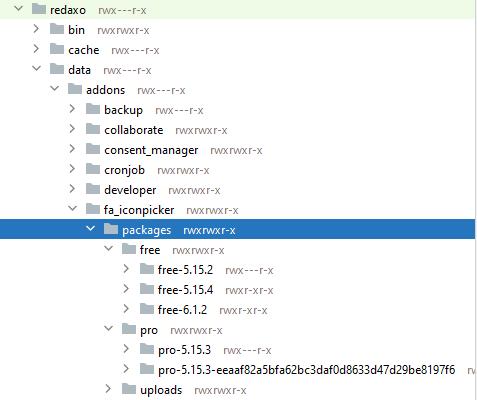 redaxo rwx---r-x
bin rwxrwxr-x
cache rwx---r-x
data rwx---r-x
addons rwx---r-x
backup rwx---r-x
collaborate rwxrwxr-x
consent_manager rwxrwxr-x
cronjob rwxrwxr-x
developer rwxrwxr-x
fa_iconpicker rwxrwxr-x
packages rwxrwxr-x
free rwxrwxr-x
free-5.15.2 rwx---r-x
free-5.15.4 rwxr-xr-x
free-6.1.2 rwxr-xr-x
pro rwxrwxr-x
pro-5.15.3 rwx---r-x
pro-5.15.3-eeaaf82a5bfa62bc3daf0d8633d47d29be8197f6
uploads rwxrwxr-x